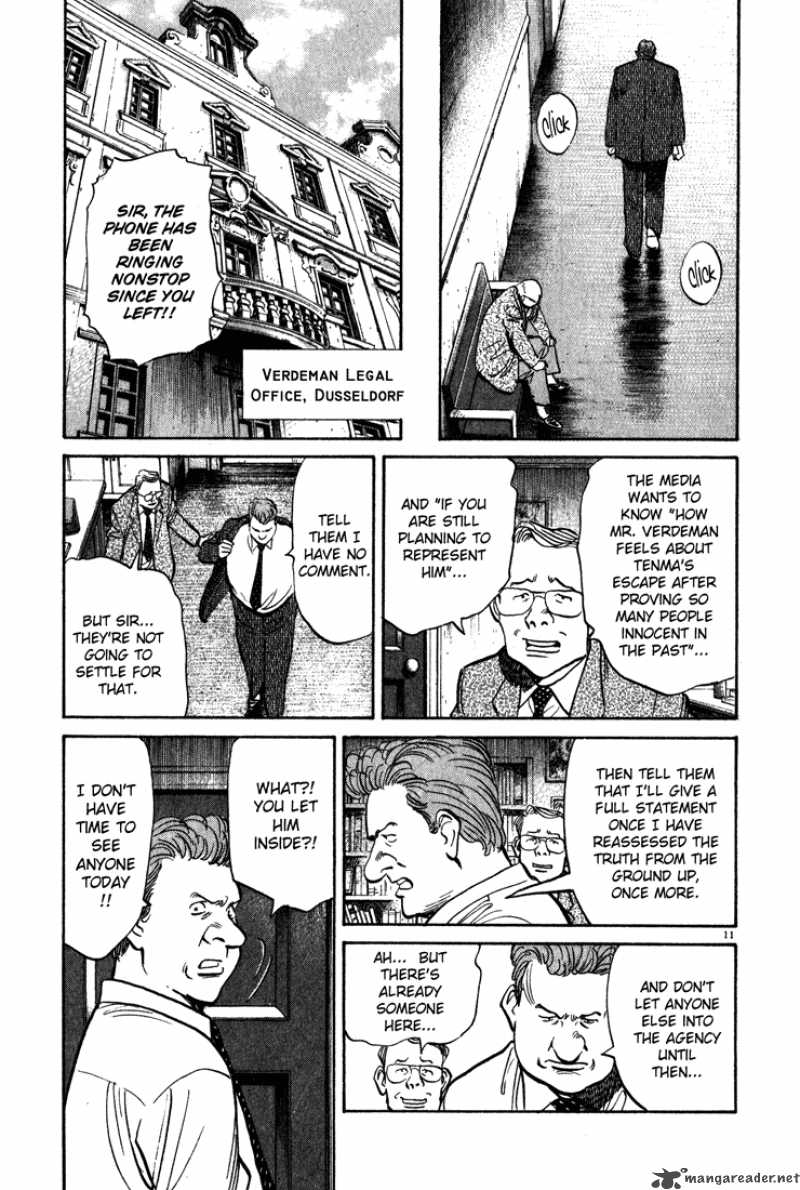 CLICK
CLICK
SIR, THE
PHONE HAS
BEEN
RINGING
NONSTOP
SINCE YOU
LEFT!!
VERDEMAN LEGAL
OFFICE, DUSSELDORF
THE MEDIA
WANTS TO
KNOW "HOW
MR. VERDEMAN
FEELS ABOUT
TENMA'S
ESCAPE AFTER
PROVING SO
MANY PEOPLE
INNOCENT IN
THE PAST"...
AND "IF YOU
ARE STILL
PLANNING TO
REPRESENT
HIM"...
TELL
THEM I
HAVE NO
COMMENT.
BUT SIR...
THEY'RE NOT
GOING TO
SETTLE FOR
THAT.
THEN TELL THEM
THAT I'LL GIVE A
FULL STATEMENT
ONCE I HAVE
REASSESSED THE
TRUTH FROM THE
GROUND UP,
ONCE MORE.
11
AND DON'T
LET ANYONE
ELSE INTO
THE AGENCY
UNTIL
THEN...
AH... BUT
THERE'S
ALREADY
SOMEONE
HERE...
WHAT?!
YOU LET
HIM
INSIDE?!
I DON'T
HAVE
TIME TO
SEE
ANYONE
TODAY
!!
mangareader.net